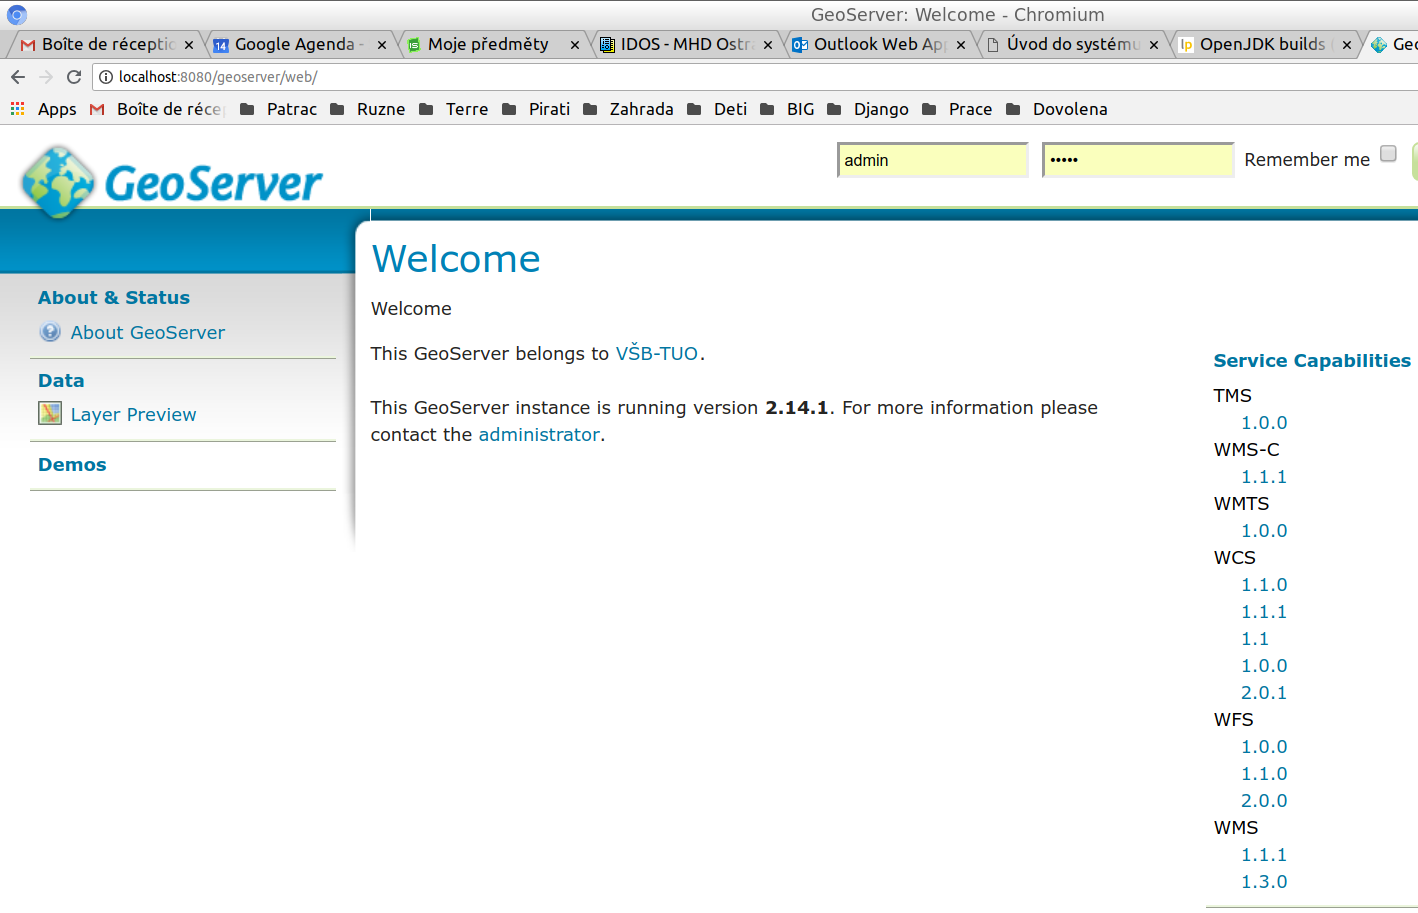 GeoServer: Welcome - Chromium
Boîte de réceptic
14 Google Agenda -
Moje předměty
IDOS - MHD Ostr
Outlook Web App
Úvod do systému
lp OpenJDK builds
Geo
localhost:8080/geoserver/web/
Apps
Boîte de réce
Patrac
Ruzne
Terre
Pirati
Zahrada
Deti
BIG
Django
Prace
Dovolena
GeoServer
admin
•••••
Remember me
Welcome
About & Status
About GeoServer
Data
Layer Preview
Demos
Welcome
This GeoServer belongs to VŠB-TUO.
This GeoServer instance is running version 2.14.1. For more information please
contact the administrator.
Service Capabilities
TMS
1.0.0
WMS-C
1.1.1
WMTS
1.0.0
WCS
1.1.0
1.1.1
1.1
1.0.0
2.0.1
WFS
1.0.0
1.1.0
2.0.0
WMS
1.1.1
1.3.0